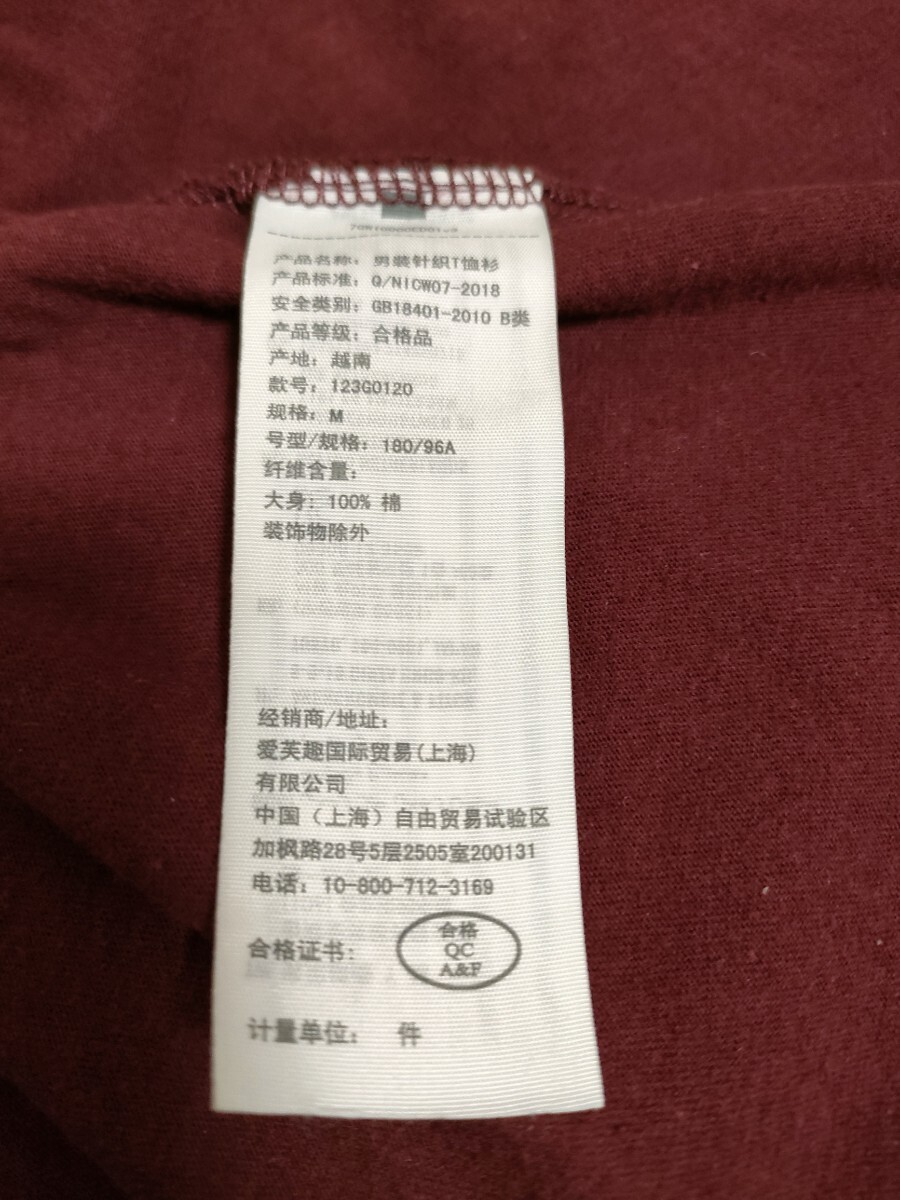 产品名称：男装针织T恤衫
产品标准：Q/NICW07-2018
安全类别：GB18401-2010 B类
产品等级：合格品
产地：越南
款号：123G0120
规格：M
号型/规格：180/96A
纤维含量：
大身：100% 棉
装饰物除外
经销商/地址：
爱芙趣国际贸易(上海)
有限公司
中国（上海）自由贸易试验区
加枫路28号5层2505室200131
电话：10-800-712-3169
合格证书：
合格
QC
A&F
计量单位： 件